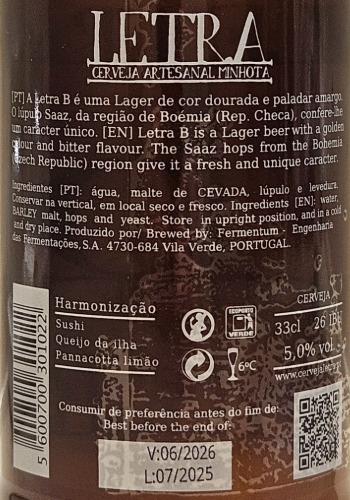 LETRA
CERVEJA ARTESANAL MINHOTA
[PT] A Letra B é uma Lager de cor dourada e paladar amargo.
O lúpulo Saaz, da região de Boémia (Rep. Checa), confere-lhe
um carácter único. [EN] Letra B is a Lager beer with a golden
colour and bitter flavour. The Saaz hops from the Bohemia
(Czech Republic) region give it a fresh and unique caracter.
Ingredientes [PT]: água, malte de CEVADA, lúpulo e levedura.
Conservar na vertical, em local seco e fresco. Ingredients [EN]: water,
BARLEY malt, hops and yeast. Store in upright position, and in a cold
and dry place. Produzido por/ Brewed by: Fermentum - Engenharia
das Fermentações, S.A. 4730-684 Vila Verde, PORTUGAL.
Harmonização
Sushi
Queijo da ilha
Pannacotta limão
ECOPONTO
VERDE
6ºC
CERVEJA
33cl 26
5,0% vol.
www.cervejaletra
5 600700 301022
Consumir de preferência antes do fim de:
Best before the end of:
V:06/2026
L:07/2025